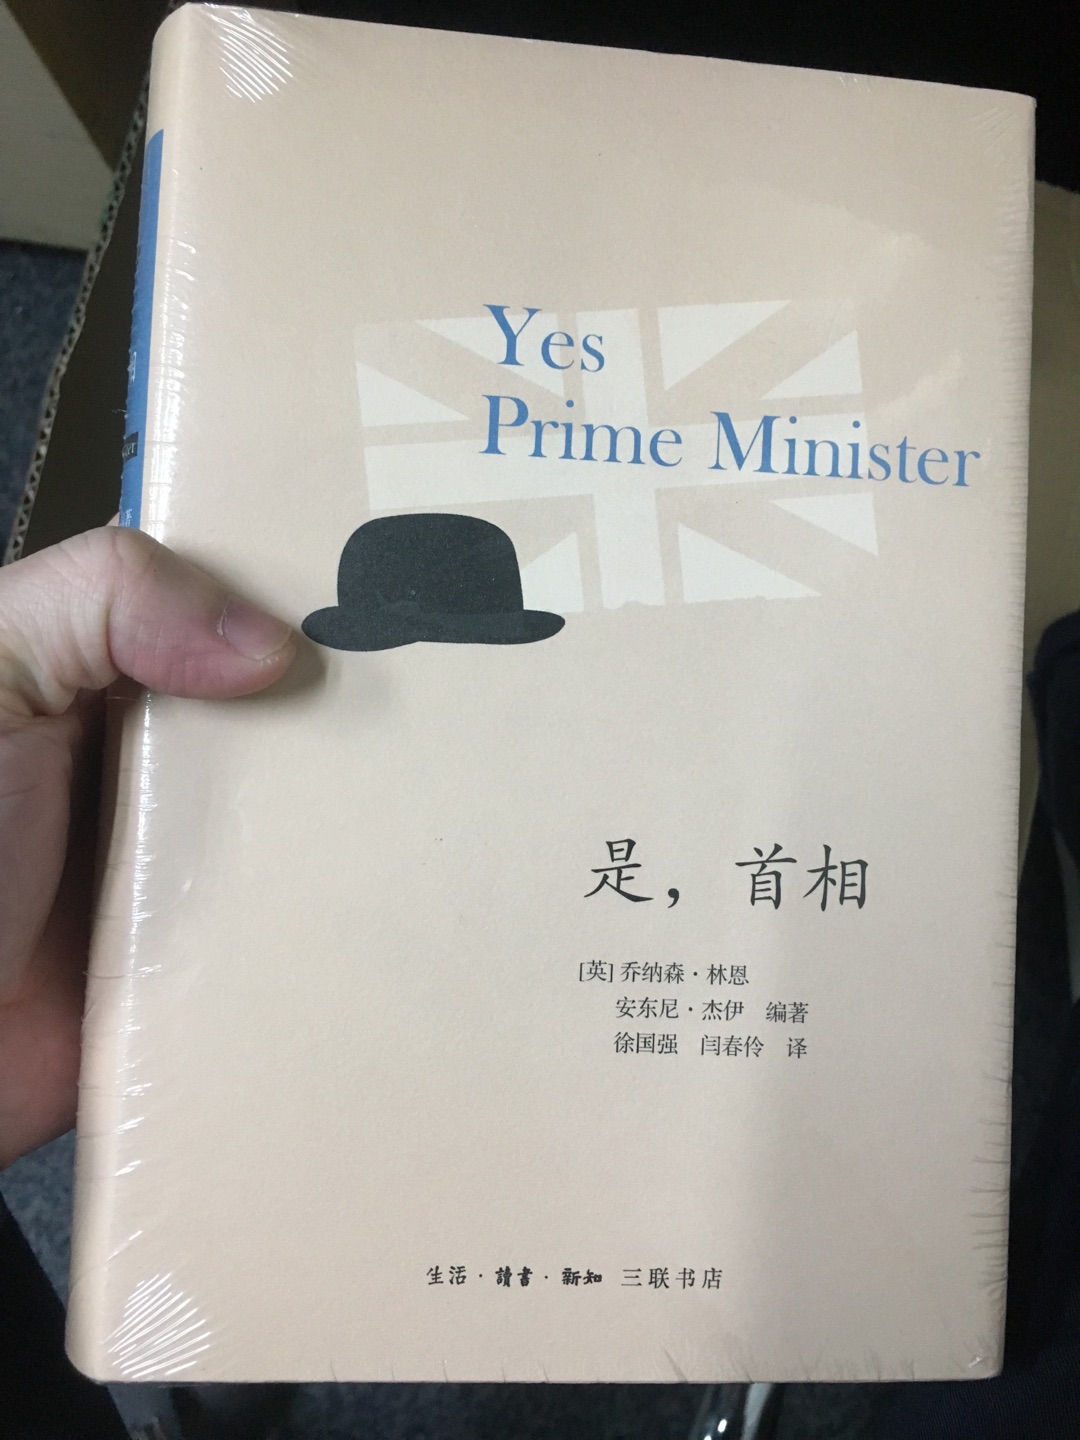 Yes
Prime Minister
是，首相
[英] 乔纳森·林恩
安东尼·杰伊 编著
徐国强 闫春伶 译
生活·讀書·新知 三联书店